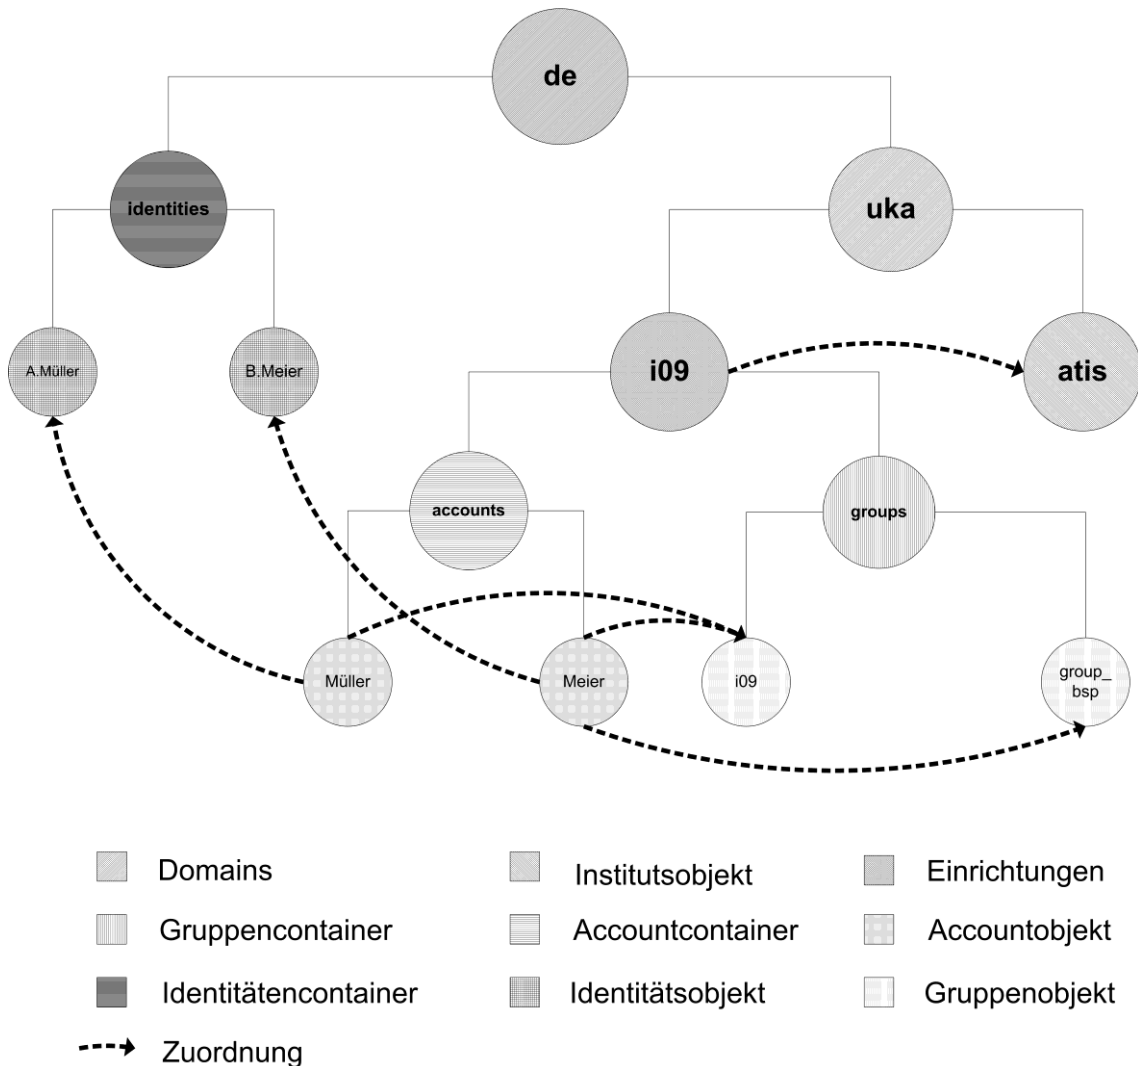 de
identities
uka
A.Müller
B.Meier
i09
atis
accounts
groups
Müller
Meier
i09
group_
bsp
Domains
Institutsobjekt
Einrichtungen
Gruppencontainer
Accountcontainer
Accountobjekt
Identitätencontainer
Identitätsobjekt
Gruppenobjekt
Zuordnung